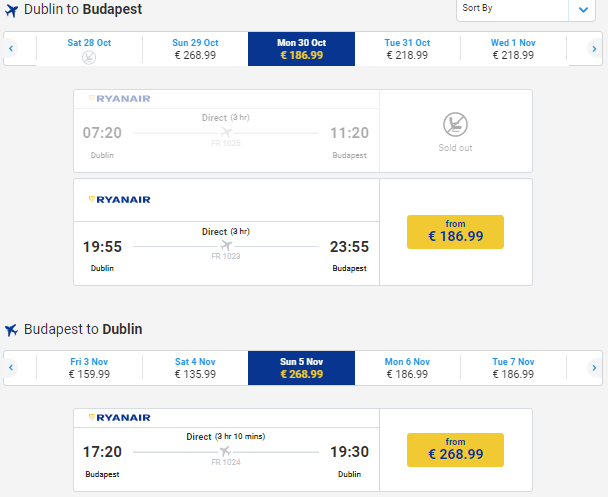 Dublin to Budapest
Sort By
Sat 28 Oct
Sun 29 Oct
€ 268.99
Mon 30 Oct
€ 186.99
Tue 31 Oct
€ 218.99
Wed 1 Nov
€ 218.99
RYANAIR
Direct (3 hr)
07:20
11:20
FR 1025
Dublin
Budapest
Sold out
RYANAIR
Direct (3 hr)
19:55
23:55
FR 1023
Dublin
Budapest
from
€ 186.99
Budapest to Dublin
Fri 3 Nov
€ 159.99
Sat 4 Nov
€ 135.99
Sun 5 Nov
€ 268.99
Mon 6 Nov
€ 186.99
Tue 7 Nov
€ 186.99
RYANAIR
Direct (3 hr 10 mins)
17:20
19:30
FR 1024
Budapest
Dublin
from
€ 268.99